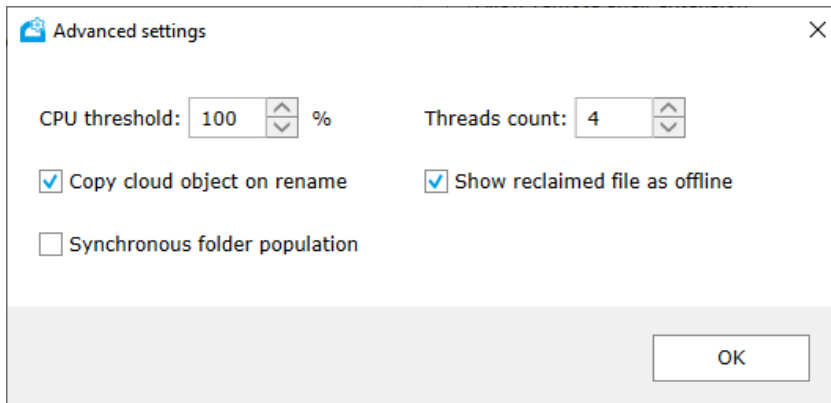 Advanced settings
CPU threshold: 100 % Threads count: 4
Copy cloud object on rename Show reclaimed file as offline
Synchronous folder population
OK